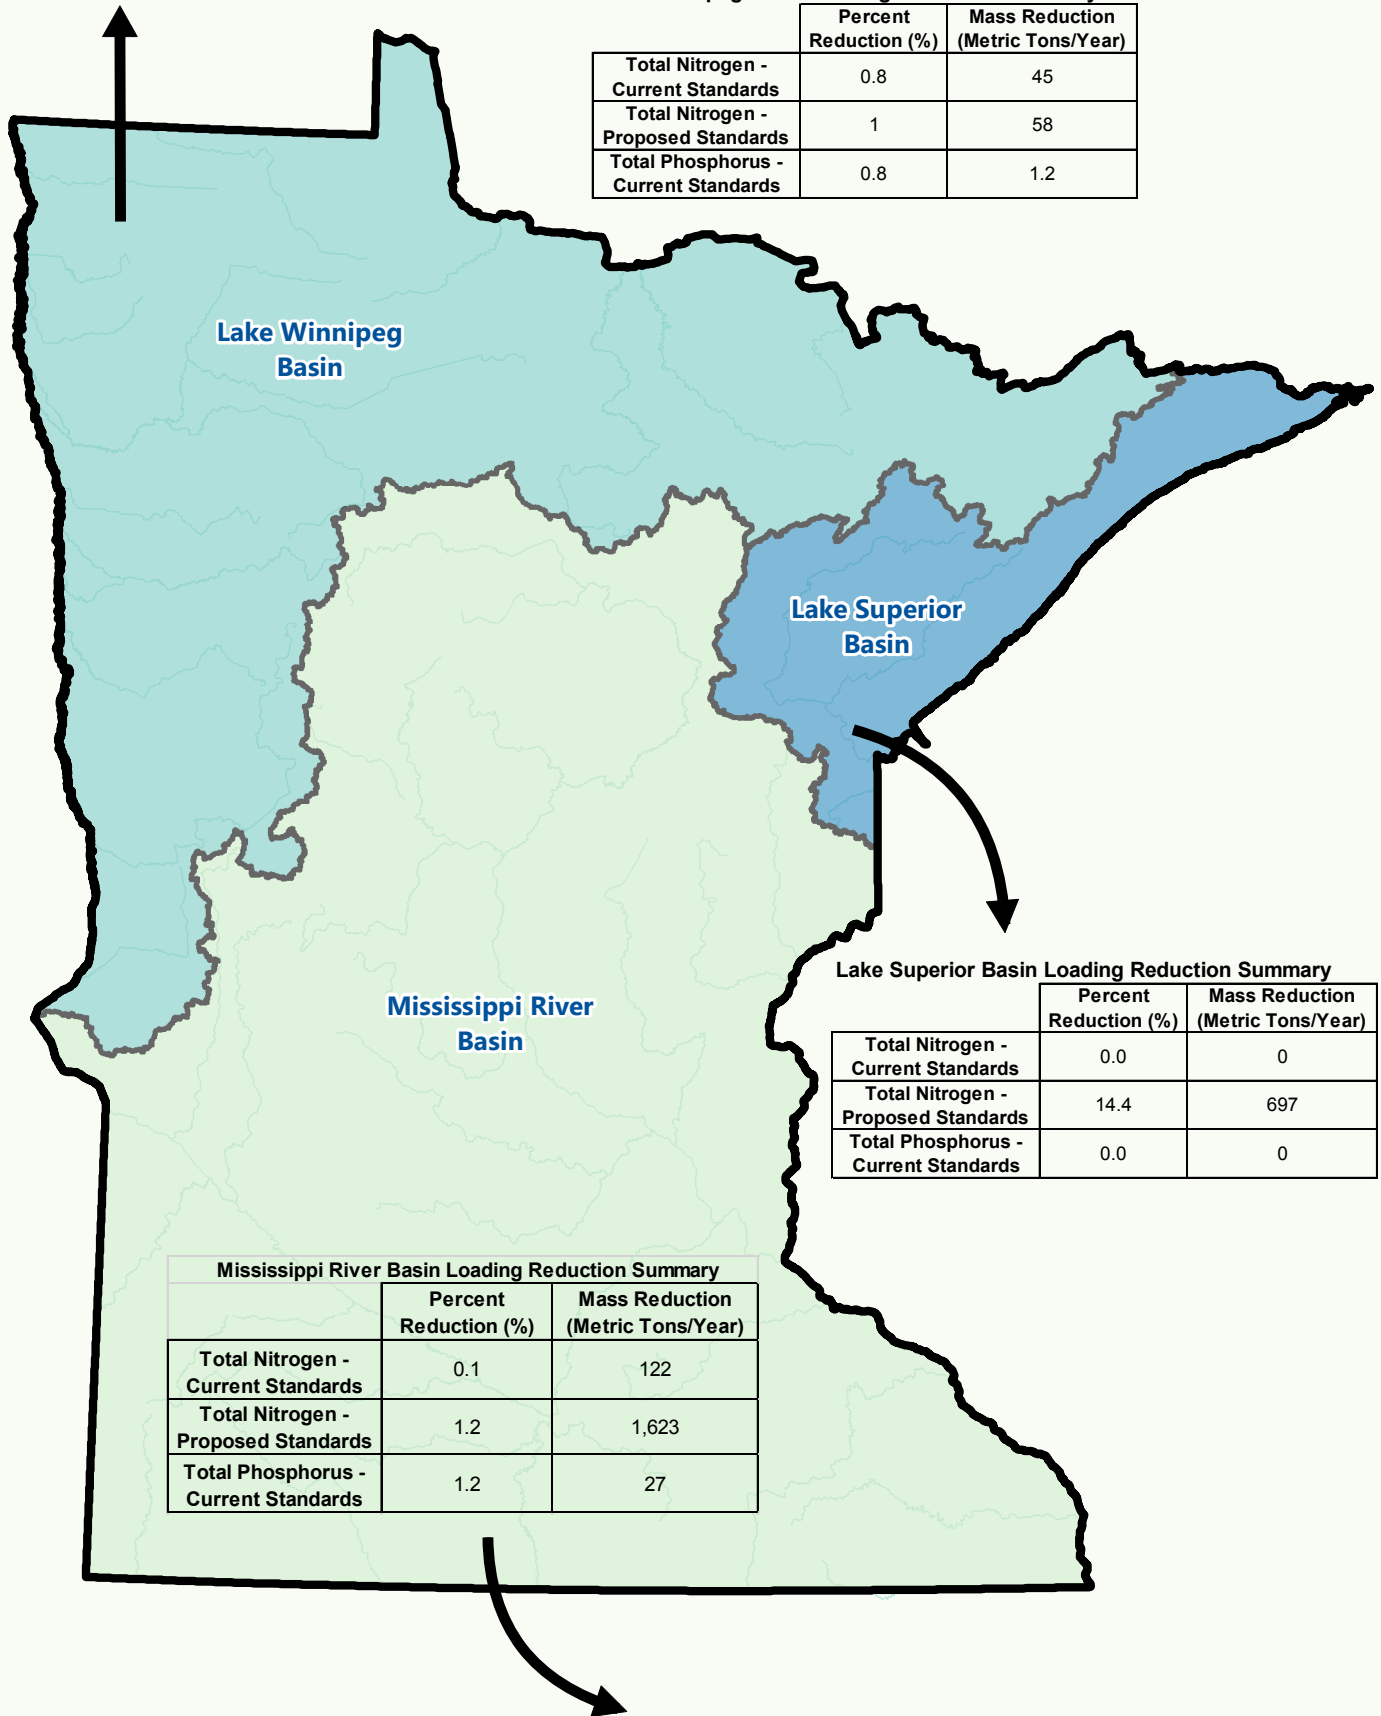 Percent Mass Reduction
Reduction (%) (Metric Tons/Year)
Total Nitrogen -
Current Standards 0.8 45
Total Nitrogen -
Proposed Standards 1 58
Total Phosphorus -
Current Standards 0.8 1.2
Lake Winnipeg
Basin
Lake Superior
Basin
Mississippi River
Basin
Lake Superior Basin Loading Reduction Summary
Percent Mass Reduction
Reduction (%) (Metric Tons/Year)
Total Nitrogen -
Current Standards 0.0 0
Total Nitrogen -
Proposed Standards 14.4 697
Total Phosphorus -
Current Standards 0.0 0
Mississippi River Basin Loading Reduction Summary
Percent Mass Reduction
Reduction (%) (Metric Tons/Year)
Total Nitrogen -
Current Standards 0.1 122
Total Nitrogen -
Proposed Standards 1.2 1,623
Total Phosphorus -
Current Standards 1.2 27